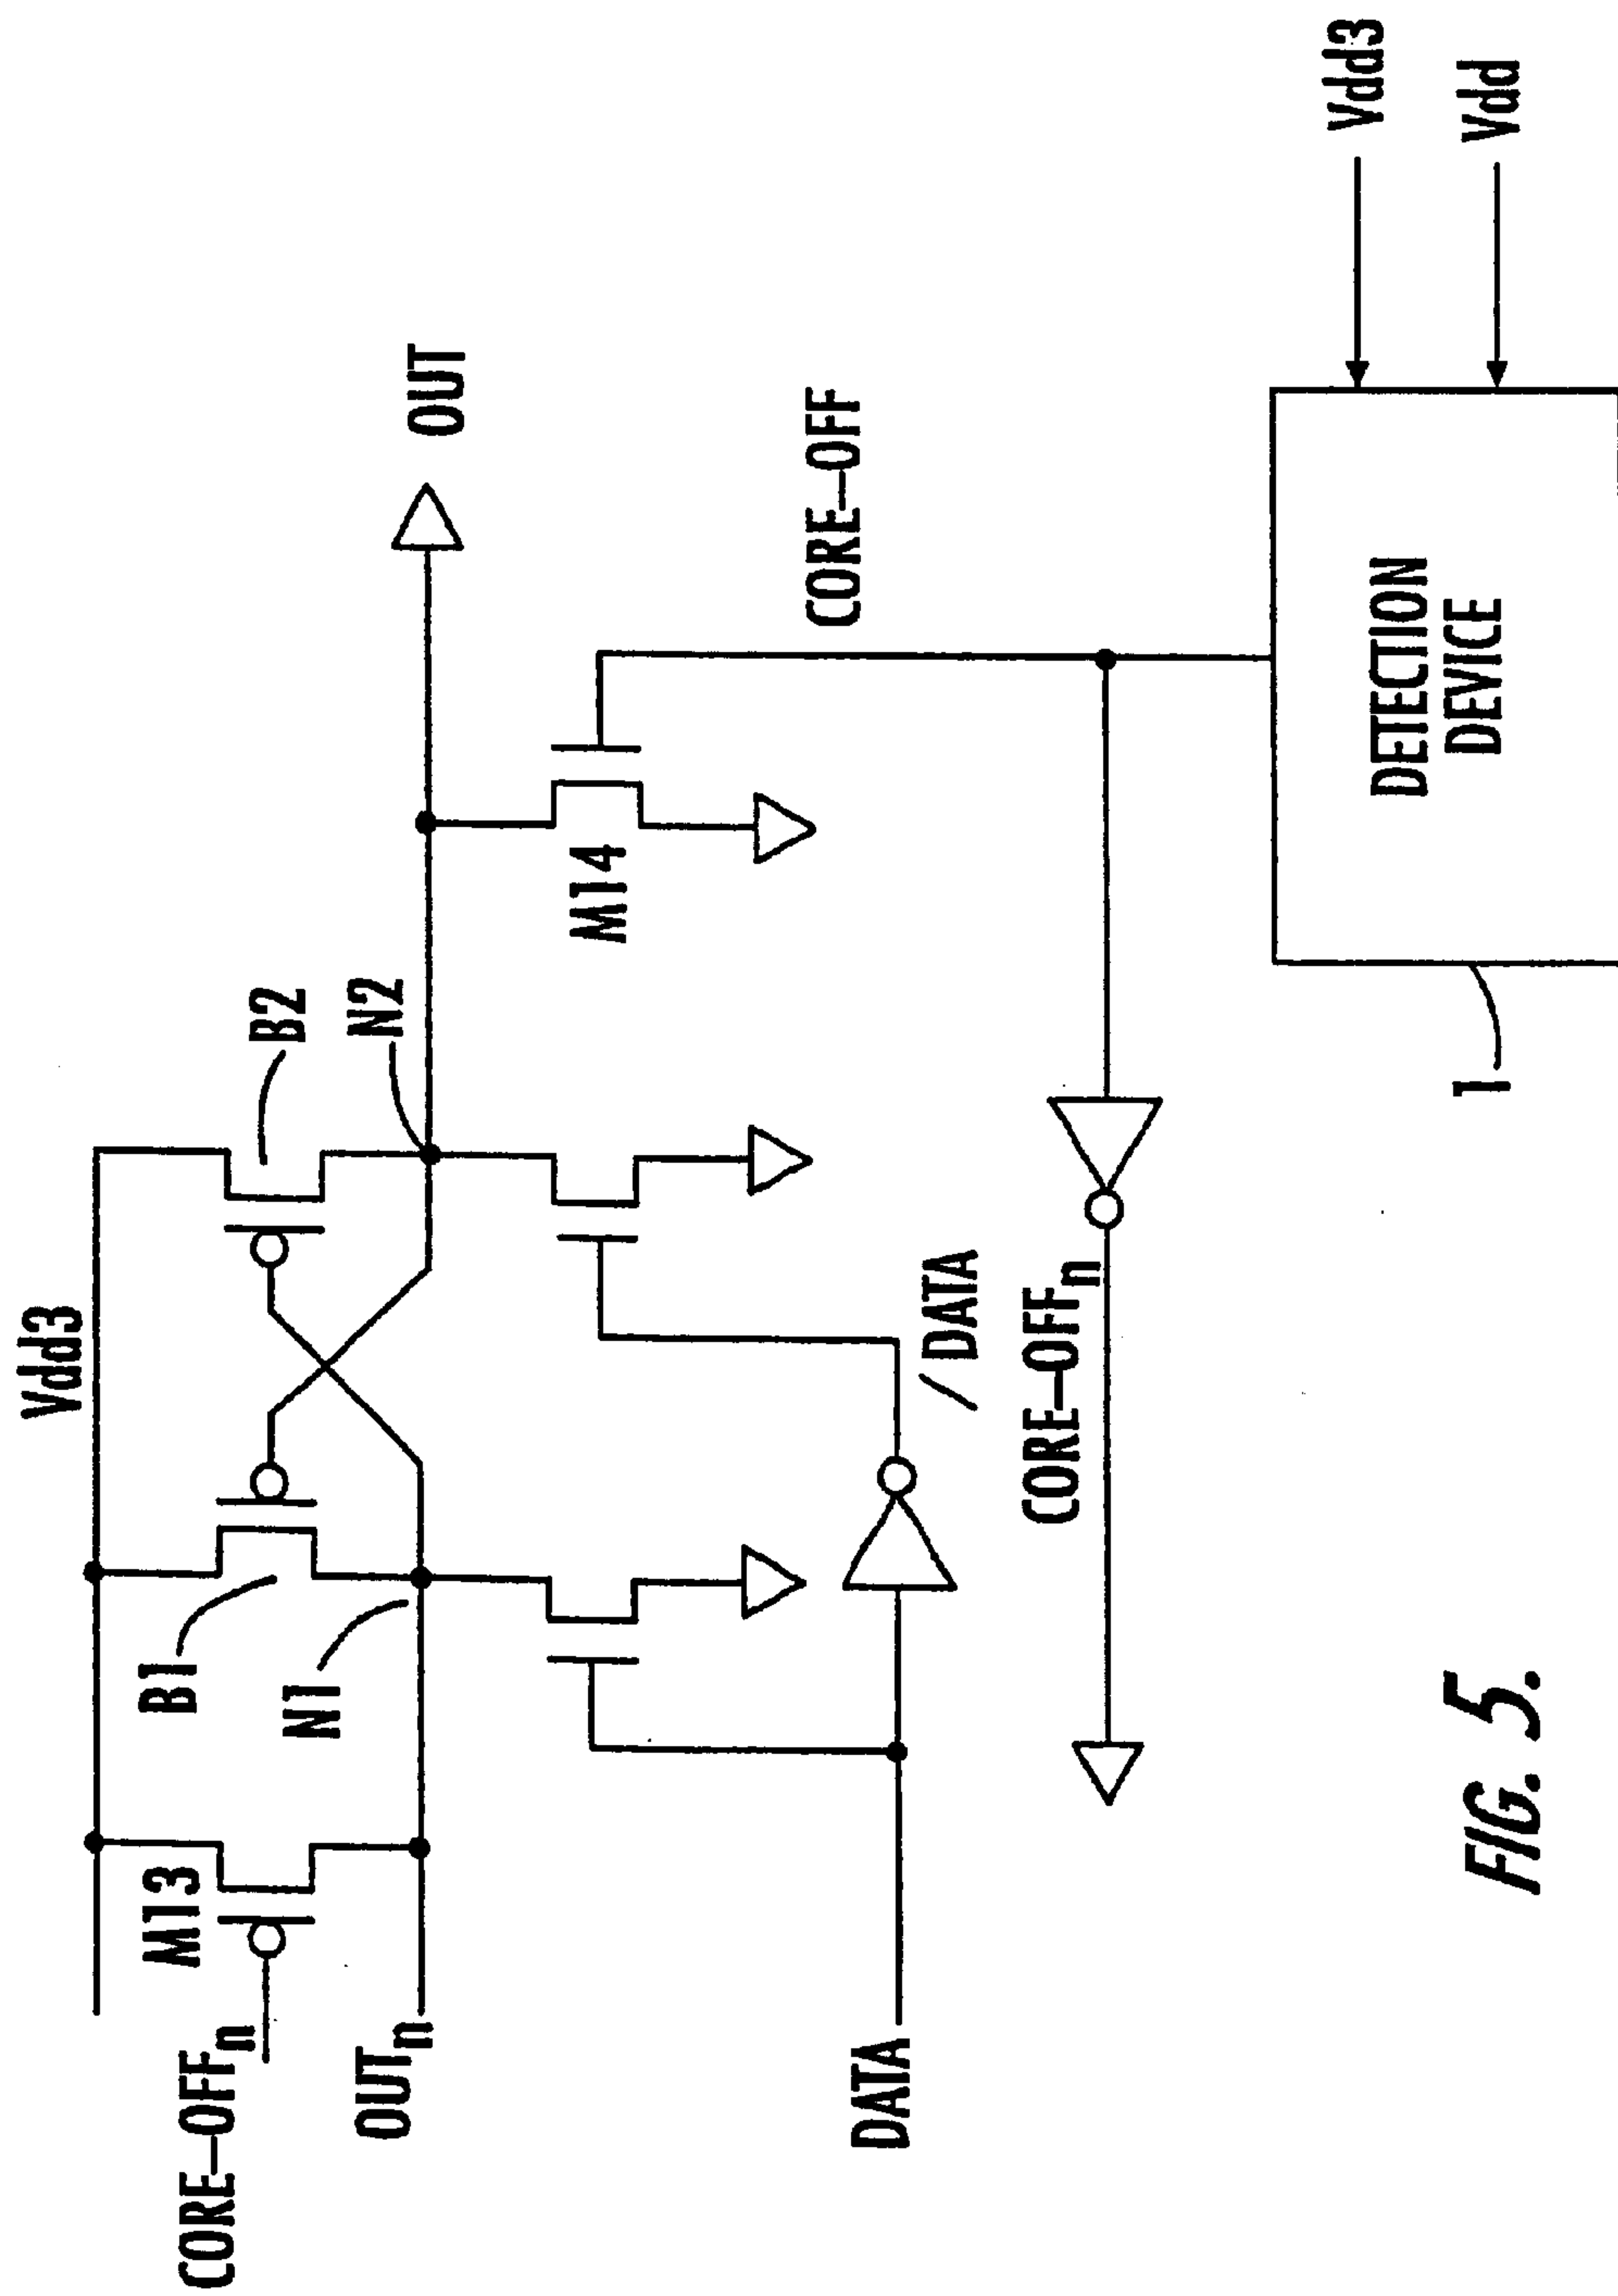 Vdd3
CORE-OFFn
M13
B1
B2
N1
N2
OUTn
OUT
M14
DATA
/DATA
CORE-OFF
CORE-OFFn
DETECTION
DEVICE
Vdd3
Vdd
1
FIG. 5.